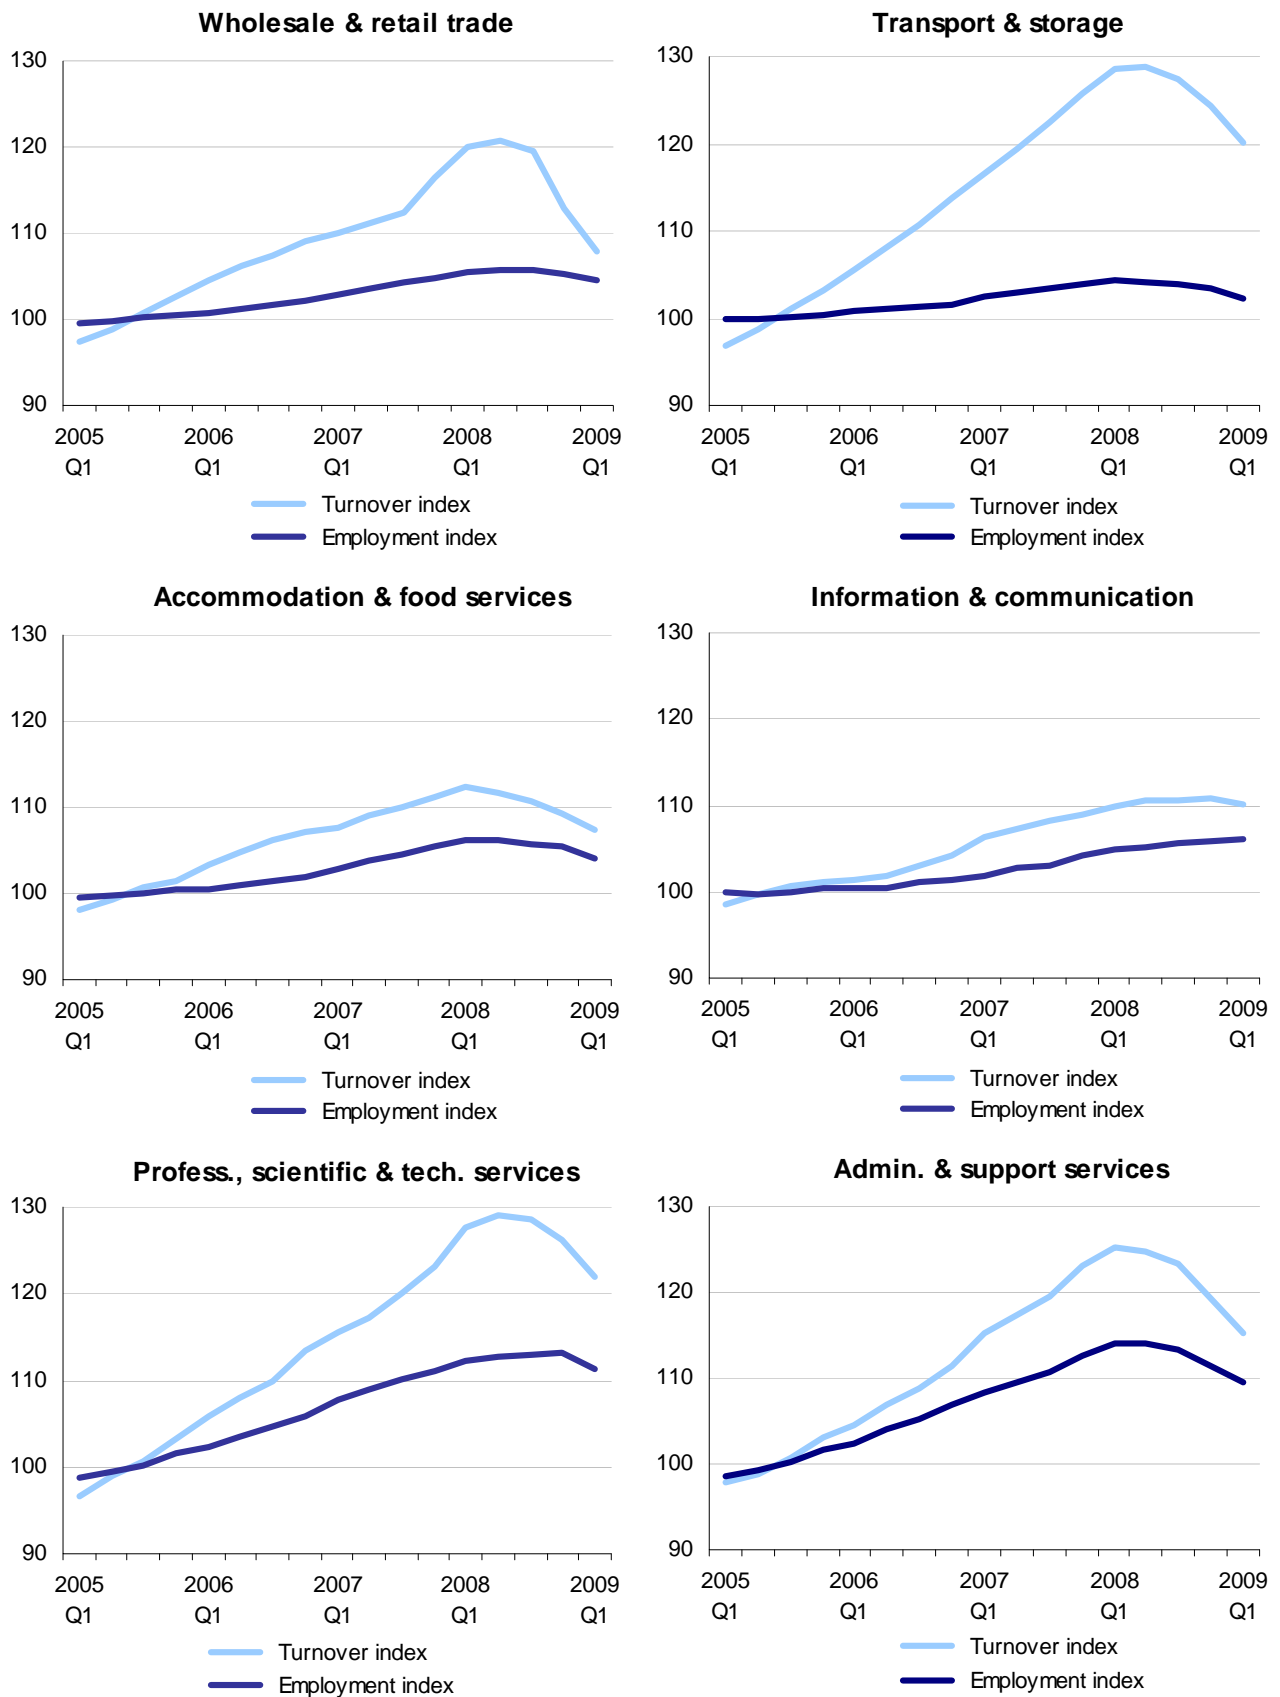 Wholesale & retail trade
130
120
110
100
90
2005 2006 2007 2008 2009
Q1 Q1 Q1 Q1 Q1
Turnover index
Employment index
Transport & storage
130
120
110
100
90
2005 2006 2007 2008 2009
Q1 Q1 Q1 Q1 Q1
Turnover index
Employment index
Accommodation & food services
130
120
110
100
90
2005 2006 2007 2008 2009
Q1 Q1 Q1 Q1 Q1
Turnover index
Employment index
Information & communication
130
120
110
100
90
2005 2006 2007 2008 2009
Q1 Q1 Q1 Q1 Q1
Turnover index
Employment index
Profess., scientific & tech. services
130
120
110
100
90
2005 2006 2007 2008 2009
Q1 Q1 Q1 Q1 Q1
Turnover index
Employment index
Admin. & support services
130
120
110
100
90
2005 2006 2007 2008 2009
Q1 Q1 Q1 Q1 Q1
Turnover index
Employment index